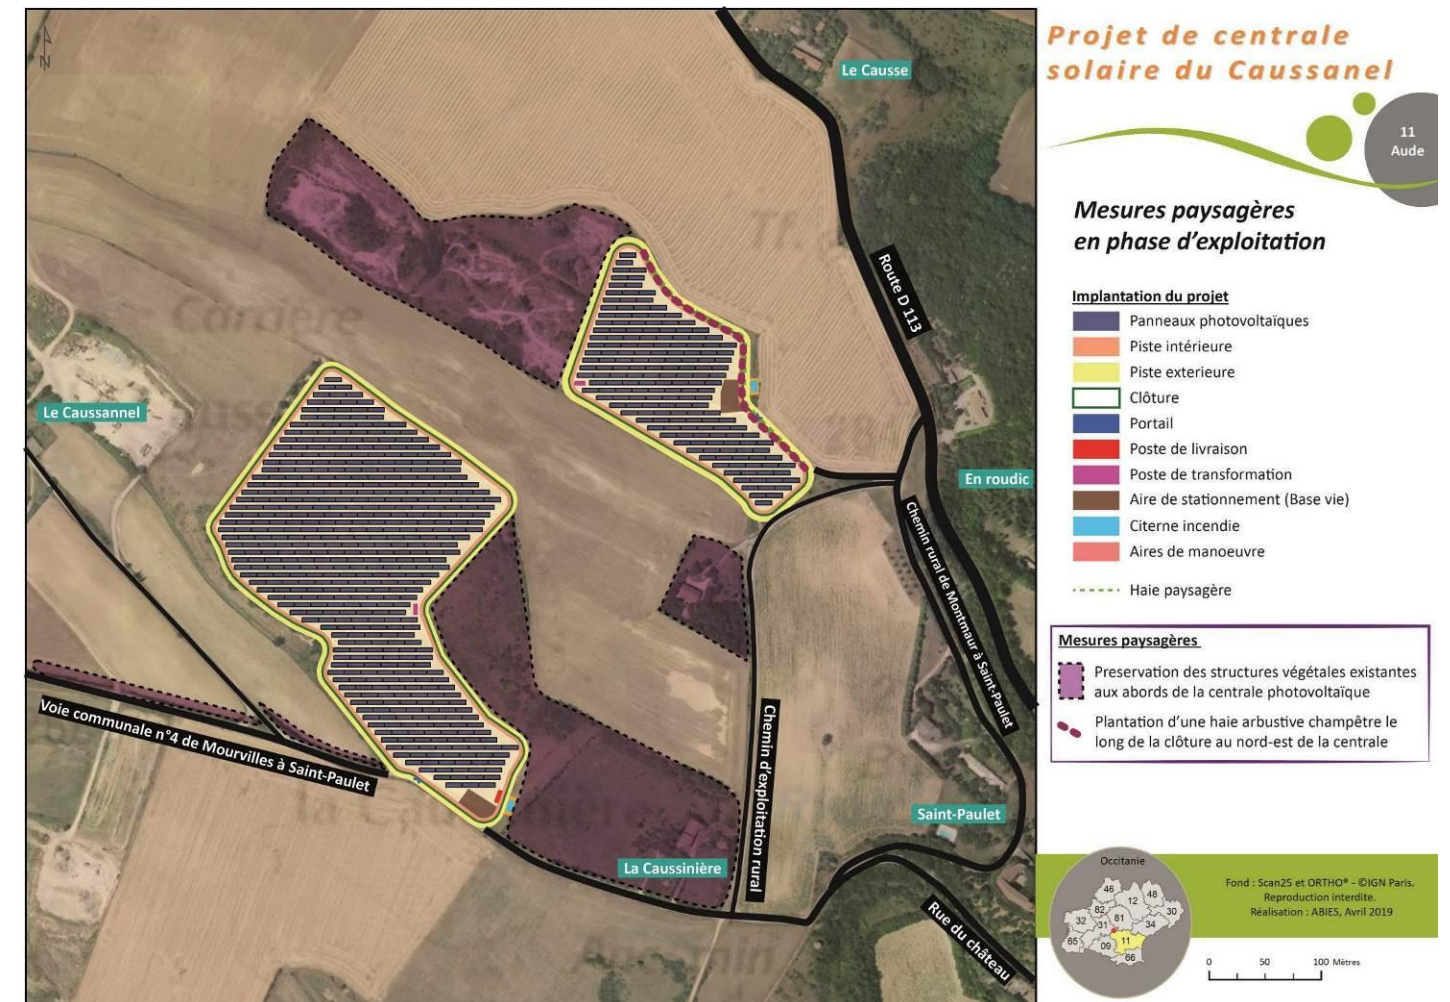 Projet de centrale
solaire du Caussanel
11
Aude
Mesures paysagères
en phase d'exploitation
Implantation du projet
Panneaux photovoltaïques
Piste intérieure
Piste exterieure
Clôture
Portail
Poste de livraison
Poste de transformation
Aire de stationnement (Base vie)
Citerne incendie
Aires de manoeuvre
Haie paysagère
Mesures paysagères
Preservation des structures végétales existantes
aux abords de la centrale photovoltaïque
Plantation d'une haie arbustive champêtre le
long de la clôture au nord-est de la centrale
Occitanie
46
48
12
82
30
32
31
81
34
65
09
11
66
Fond : Scan25 et ORTHO® - ©IGN Paris.
Reproduction interdite.
Réalisation : ABIES, Avril 2019
0 50 100 Mètres
N
Le Causse
Tf.
Route D 113
Carrière
Le Caussannel
En roudic
Chemin rural de Montmaur à Saint-Paulet
Voie communale n°4 de Mourvilles à Saint-Paulet
Chemin d'exploitation rural
Saint-Paulet
La Caussinière
Rue du château